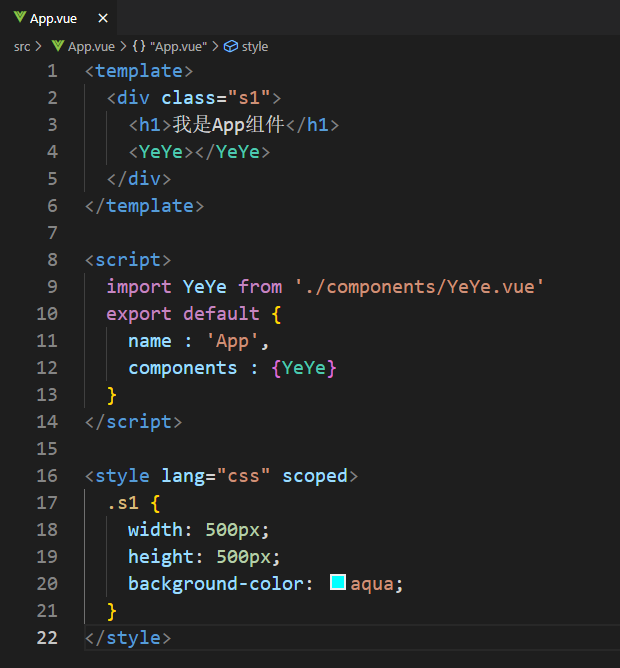 App.vue ×
src > App.vue > {} "App.vue" > style
1 <template>
2   <div class="s1">
3     <h1>我是App组件</h1>
4     <YeYe></YeYe>
5   </div>
6 </template>
7
8 <script>
9   import YeYe from './components/YeYe.vue'
10   export default {
11     name : 'App',
12     components : {YeYe}
13   }
14 </script>
15
16 <style lang="css" scoped>
17   .s1 {
18     width: 500px;
19     height: 500px;
20     background-color: aqua;
21   }
22 </style>